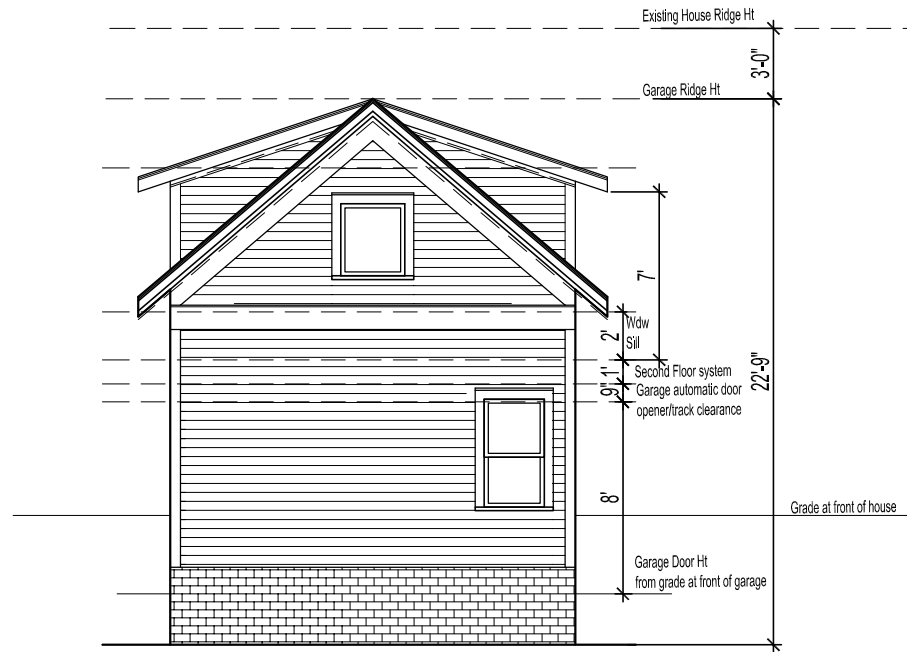 Existing House Ridge Ht
3'-0"
Garage Ridge Ht
7'
Wdw
Sill
2'
22'-9"
1'
Second Floor system
9"
Garage automatic door
opener/track clearance
8'
Grade at front of house
Garage Door Ht
from grade at front of garage